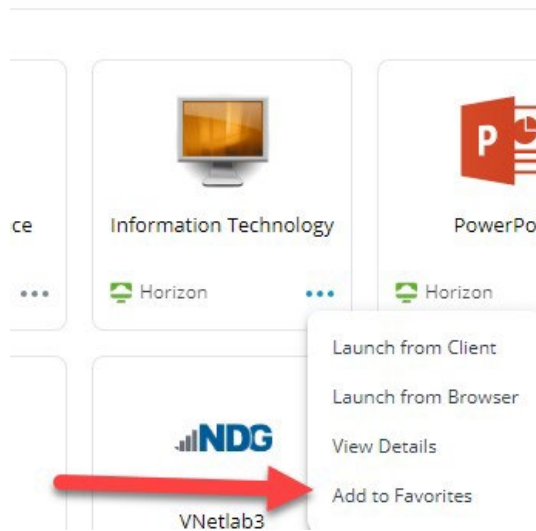 ce
Information Technology
PowerPo
Horizon
Horizon
Launch from Client
Launch from Browser
View Details
Add to Favorites
NDG
VNetlab3
P